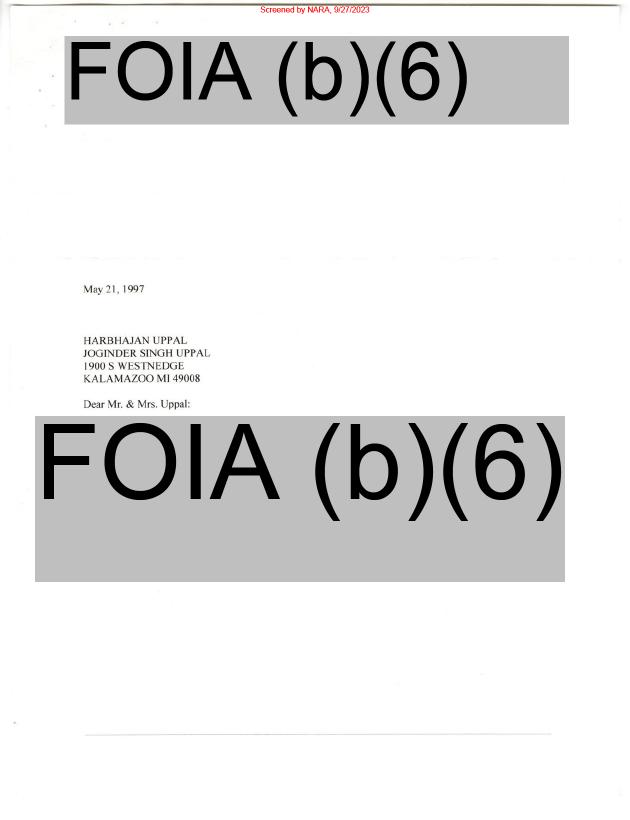 Screened by NARA, 9/27/2023
FOIA (b)(6)
May 21, 1997
HARBHAJAN UPPAL
JOGINDER SINGH UPPAL
1900 S WESTNEDGE
KALAMAZOO MI 49008
Dear Mr. & Mrs. Uppal:
FOIA (b)(6)